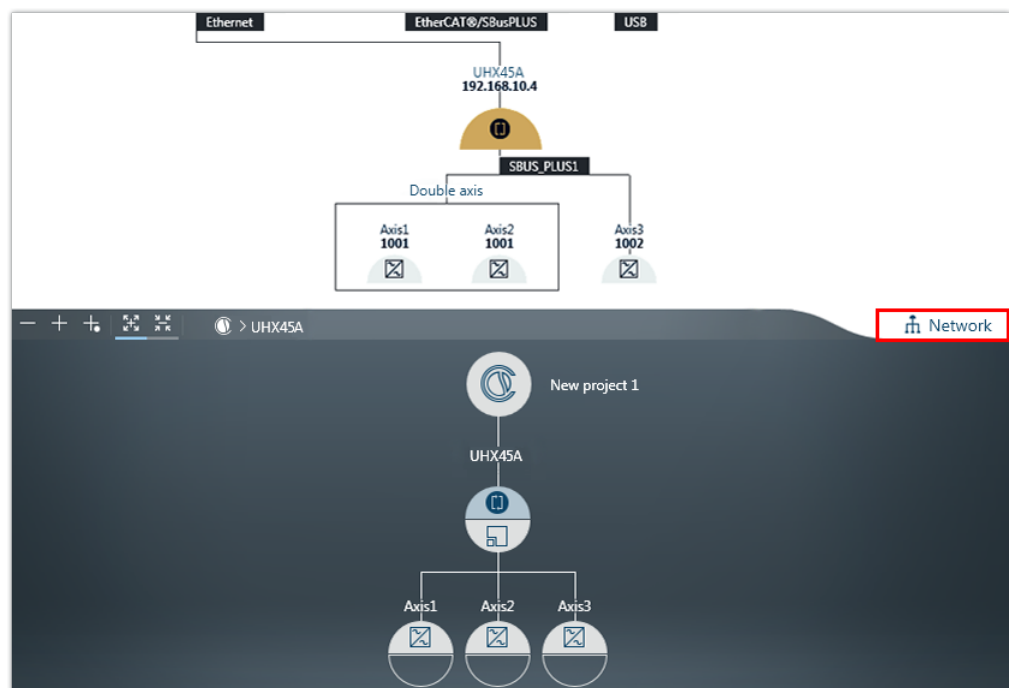 Ethernet
EtherCAT®/SBusPLUS
USB
UHX45A
192.168.10.4
SBUS_PLUS1
Double axis
Axis1
1001
Axis2
1001
Axis3
1002
> UHX45A
Network
New project 1
UHX45A
Axis1
Axis2
Axis3